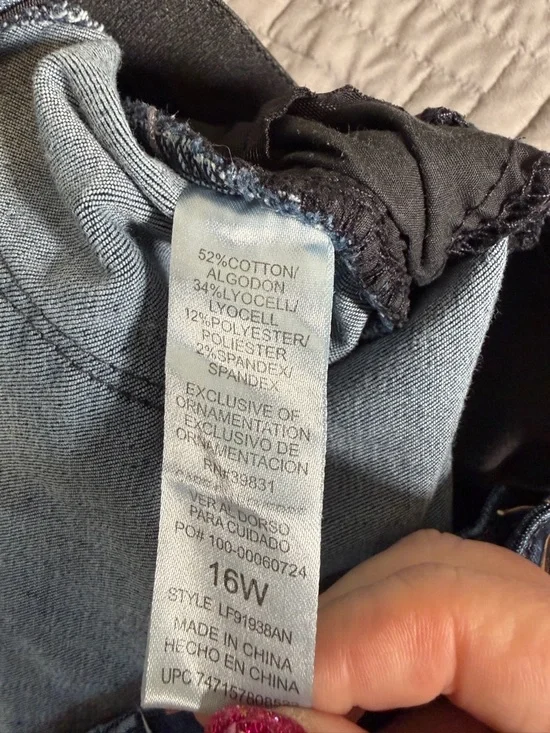 52%COTTON/
ALGODON
34%LYOCELL/
LYOCELL
12%POLYESTER/
POLIESTER
2%SPANDEX/
SPANDEX
EXCLUSIVE OF
ORNAMENTATION
EXCLUSIVO DE
ORNAMENTACION
RN#39831
VER AL DORSO
PARA CUIDADO
PO# 100-00060724
16W
STYLE LF91938AN
MADE IN CHINA
HECHO EN CHINA
UPC